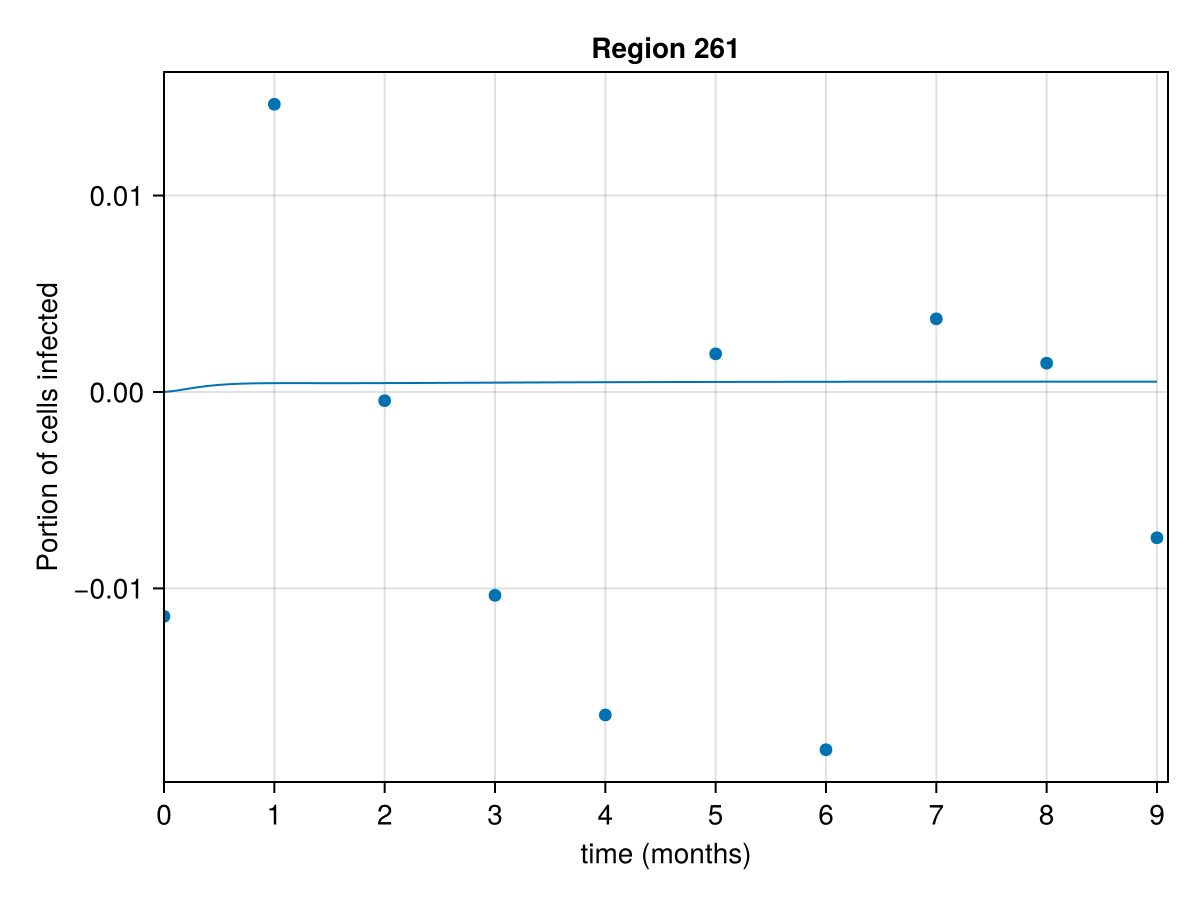 Region 261
Portion of cells infected
0.01
0.00
−0.01
0 1 2 3 4 5 6 7 8 9
time (months)